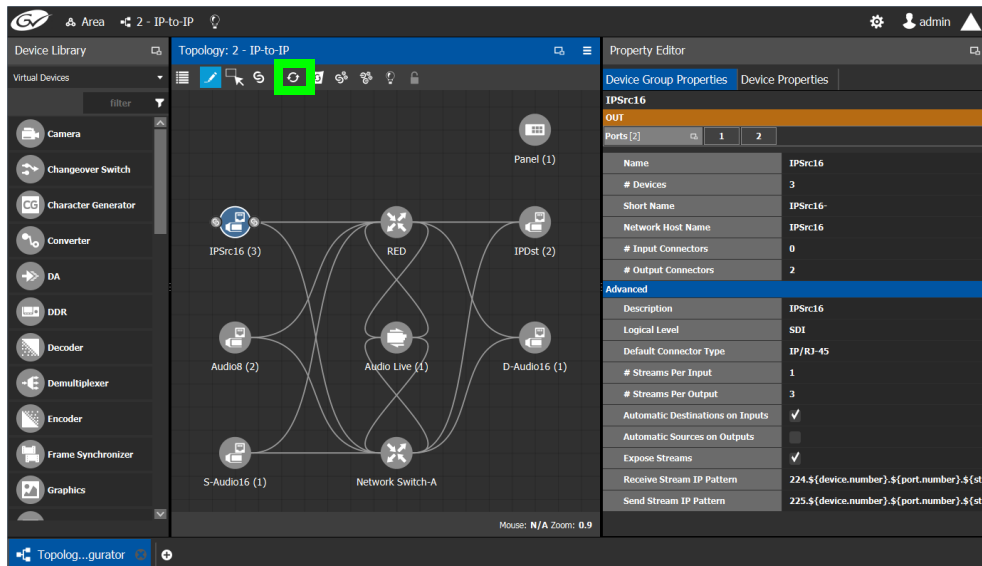 GV Area 2 - IP-to-IP admin
Device Library
Virtual Devices
filter
Camera
Changeover Switch
CG Character Generator
Converter
DA
DDR
Decoder
Demultiplexer
Encoder
Frame Synchronizer
Graphics
Topology: 2 - IP-to-IP
Panel (1)
IPSrc16 (3)
RED
IPDst (2)
Audio8 (2)
Audio Live (1)
D-Audio16 (1)
S-Audio16 (1)
Network Switch-A
Mouse: N/A Zoom: 0.9
Property Editor
Device Group Properties Device Properties
IPSrc16
OUT
Ports [2] 1 2
Name IPSrc16
# Devices 3
Short Name IPSrc16-
Network Host Name IPSrc16
# Input Connectors 0
# Output Connectors 2
Advanced
Description IPSrc16
Logical Level SDI
Default Connector Type IP/RJ-45
# Streams Per Input 1
# Streams Per Output 3
Automatic Destinations on Inputs
Automatic Sources on Outputs
Expose Streams
Receive Stream IP Pattern 224.${device.number}.${port.number}.${st
Send Stream IP Pattern 225.${device.number}.${port.number}.${st
Topolog...gurator